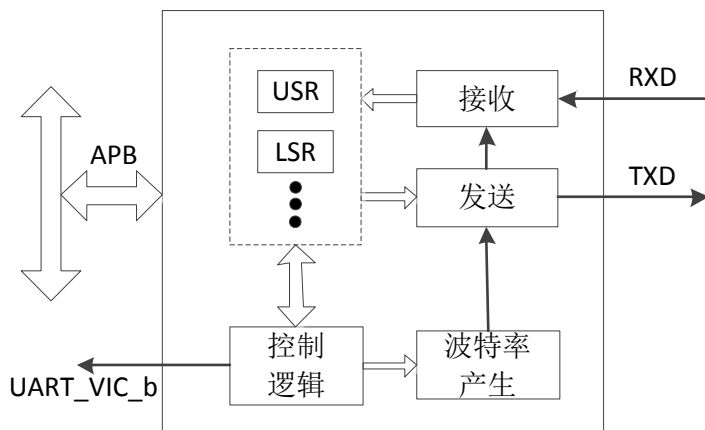 USR
接收
RXD
APB
LSR
发送
TXD
控制
逻辑
波特率
产生
UART_VIC_b